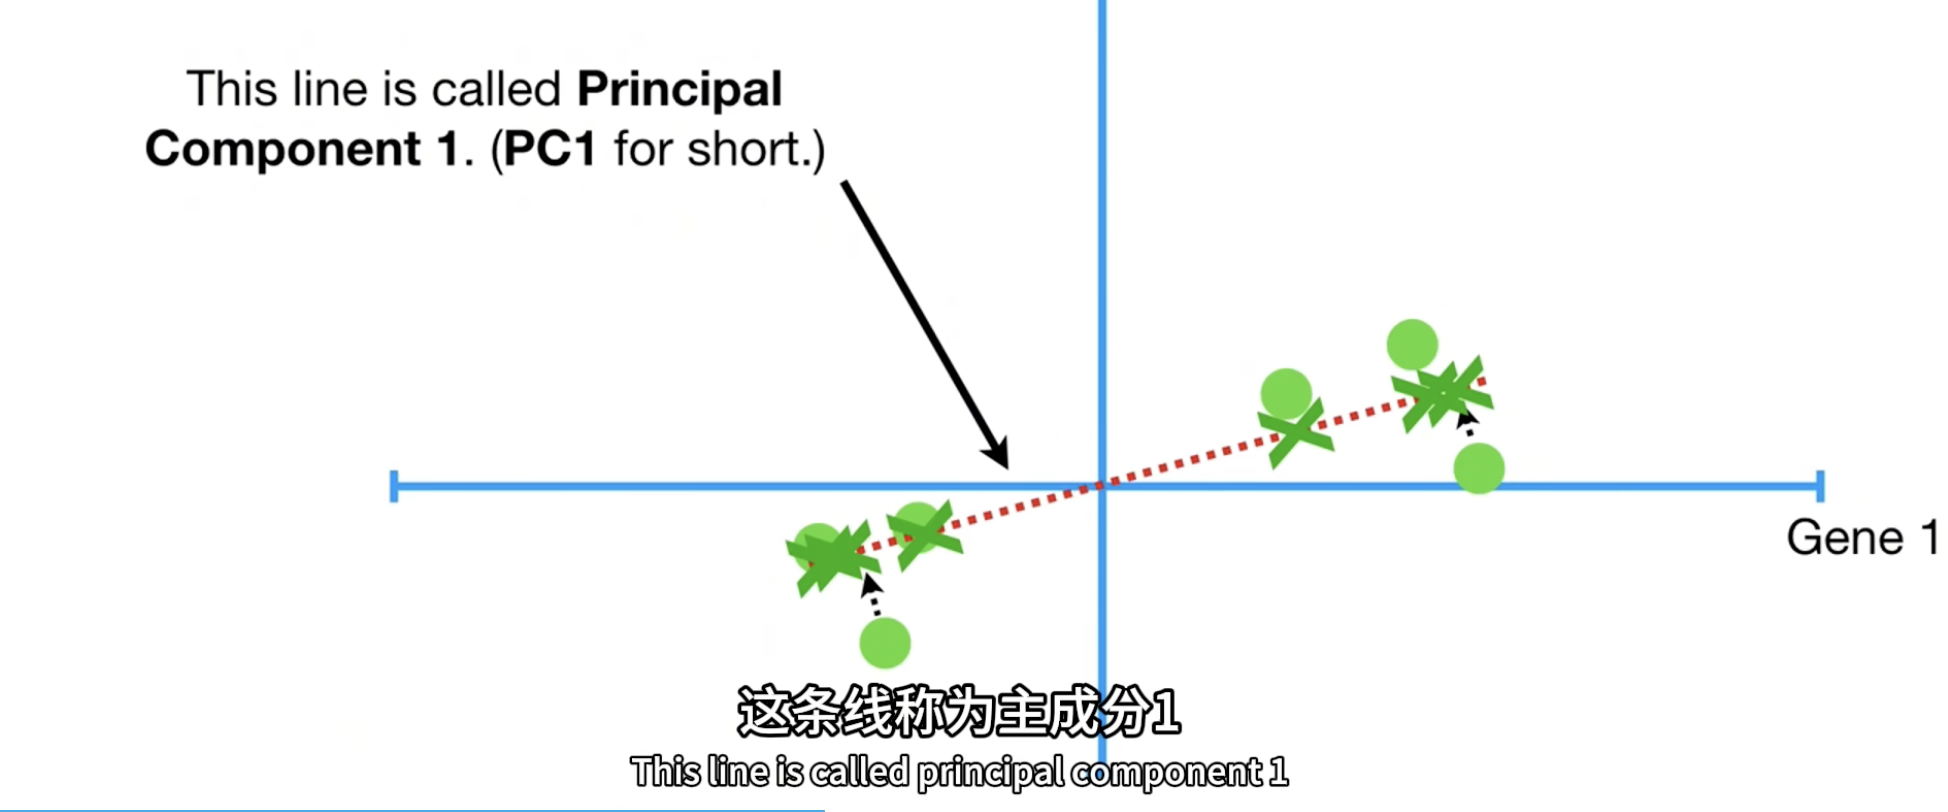 This line is called Principal
Component 1. (PC1 for short.)
Gene 1
这条线称为主成分1
This line is called principal component 1